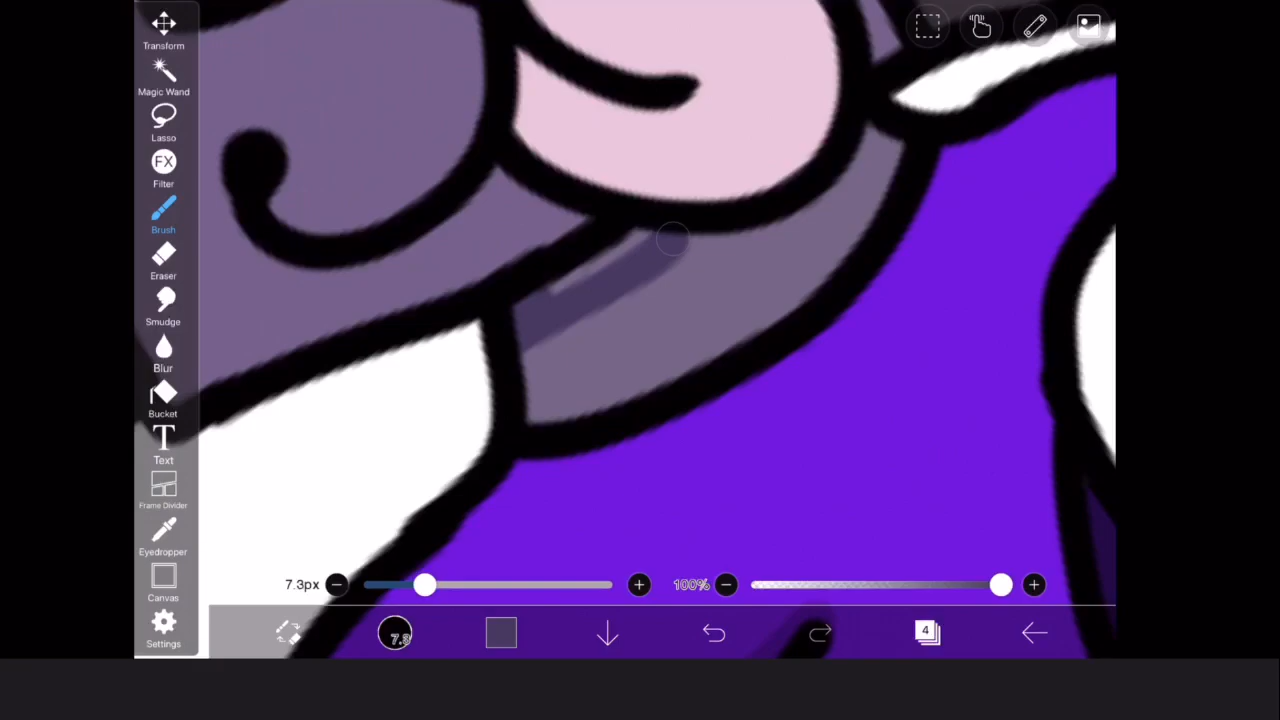 Transform
Magic Wand
Lasso
FX
Filter
Brush
Eraser
Smudge
Blur
Bucket
T
Text
Frame Divider
Eyedropper
Canvas
Settings
7.3px
100%
7.3
4